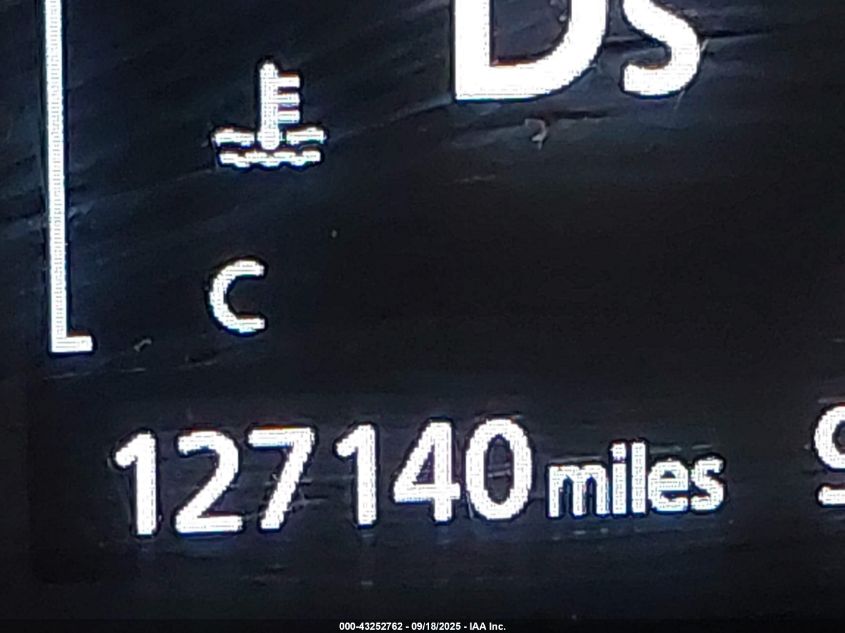 Ds
C
127140 miles
000-43252762 - 09/18/2025 - IAA Inc.